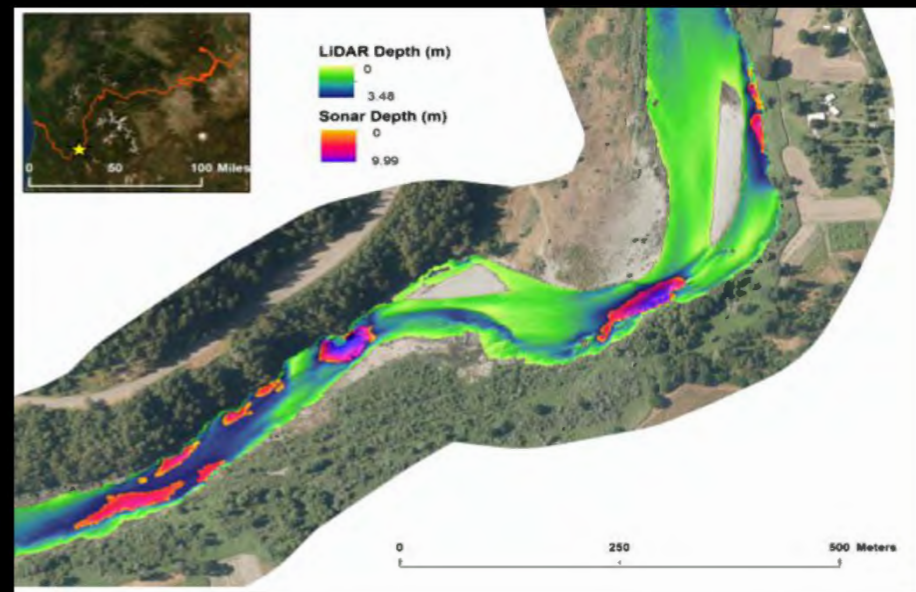 0 50 100 Miles
LiDAR Depth (m)
0
3.48
Sonar Depth (m)
0
9.99
0 250 500 Meters